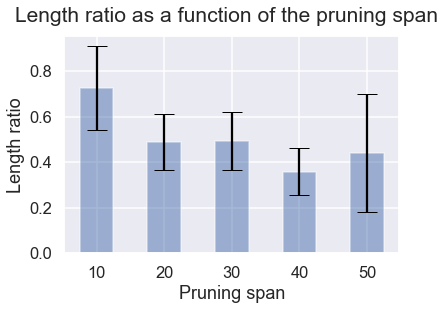 Length ratio as a function of the pruning span
Length ratio
0.8
0.6
0.4
0.2
0.0
10 20 30 40 50
Pruning span